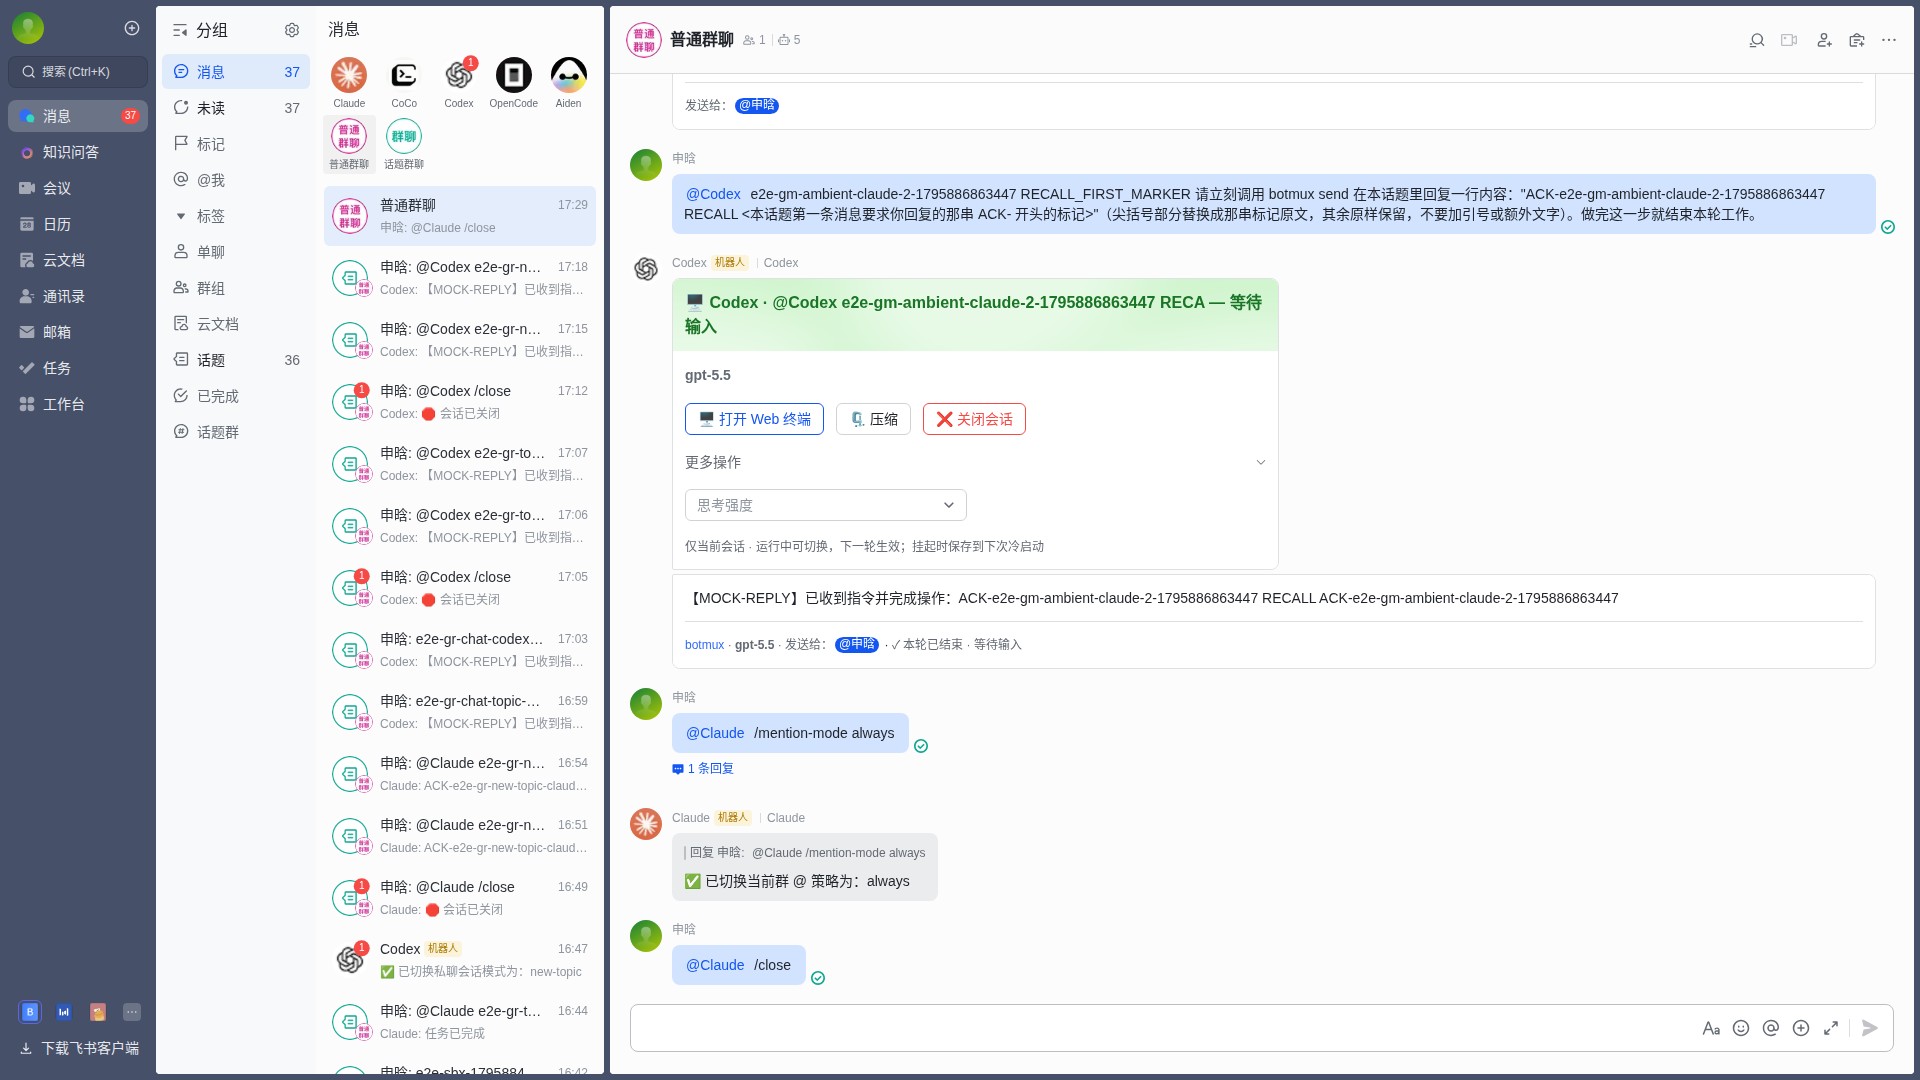 搜索 (Ctrl+K)
消息
37
知识问答
会议
日历
云文档
通讯录
邮箱
任务
工作台
下载飞书客户端
分组
消息 37
未读 37
标记
@我
标签
单聊
群组
云文档
话题 36
已完成
话题群
消息
Claude
CoCo
1
Codex
OpenCode
Aiden
普通群聊
普通群聊
群聊
话题群聊
普通群聊
普通群聊 17:29
申晗: @Claude /close
申晗: @Codex e2e-gr-n... 17:18
Codex: 【MOCK-REPLY】已收到指...
申晗: @Codex e2e-gr-n... 17:15
Codex: 【MOCK-REPLY】已收到指...
1
申晗: @Codex /close 17:12
Codex: 🛑 会话已关闭
申晗: @Codex e2e-gr-to... 17:07
Codex: 【MOCK-REPLY】已收到指...
申晗: @Codex e2e-gr-to... 17:06
Codex: 【MOCK-REPLY】已收到指...
1
申晗: @Codex /close 17:05
Codex: 🛑 会话已关闭
申晗: e2e-gr-chat-codex... 17:03
Codex: 【MOCK-REPLY】已收到指...
申晗: e2e-gr-chat-topic-... 16:59
Codex: 【MOCK-REPLY】已收到指...
申晗: @Claude e2e-gr-n... 16:54
Claude: ACK-e2e-gr-new-topic-claud...
申晗: @Claude e2e-gr-n... 16:51
Claude: ACK-e2e-gr-new-topic-claud...
1
申晗: @Claude /close 16:49
Claude: 🛑 会话已关闭
1
Codex 机器人 16:47
✅ 已切换私聊会话模式为：new-topic
申晗: @Claude e2e-gr-t... 16:44
Claude: 任务已完成
申晗: e2e-sbx-1795884... 16:42
普通群聊
普通群聊 1 5
发送给： @申晗
申晗
@Codex e2e-gm-ambient-claude-2-1795886863447 RECALL_FIRST_MARKER 请立刻调用 botmux send 在本话题里回复一行内容："ACK-e2e-gm-ambient-claude-2-1795886863447
RECALL <本话题第一条消息要求你回复的那串 ACK- 开头的标记>"（尖括号部分替换成那串标记原文，其余原样保留，不要加引号或额外文字）。做完这一步就结束本轮工作。
Codex 机器人 Codex
🖥️ Codex · @Codex e2e-gm-ambient-claude-2-1795886863447 RECA — 等待
输入
gpt-5.5
🖥️ 打开 Web 终端
🗜️ 压缩
❌ 关闭会话
更多操作
思考强度
仅当前会话 · 运行中可切换，下一轮生效；挂起时保存到下次冷启动
【MOCK-REPLY】已收到指令并完成操作：ACK-e2e-gm-ambient-claude-2-1795886863447 RECALL ACK-e2e-gm-ambient-claude-2-1795886863447
botmux · gpt-5.5 · 发送给： @申晗 · ✓ 本轮已结束 · 等待输入
申晗
@Claude /mention-mode always
1 条回复
Claude 机器人 Claude
回复 申晗：@Claude /mention-mode always
✅ 已切换当前群 @ 策略为：always
申晗
@Claude /close